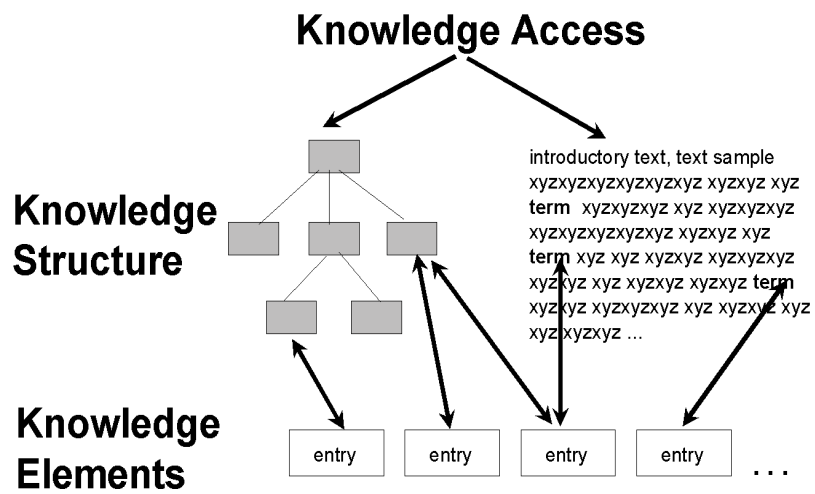 Knowledge Access
introductory text, text sample
xyzxyzxyzxyzxyzxyz xyzxyz xyz
term xyzxyzxyz xyz xyzxyzxyz
xyzxyzxyzxyzxyz xyzxyz xyz
term xyz xyz xyzxyz xyzxyzxyz
xyzxyz xyz xyzxyz xyzxyz term
xyzxyz xyzxyzxyz xyz xyzxyz xyz
xyz xyzxyz ...
Knowledge
Structure
Knowledge
Elements
entry
entry
entry
entry
...